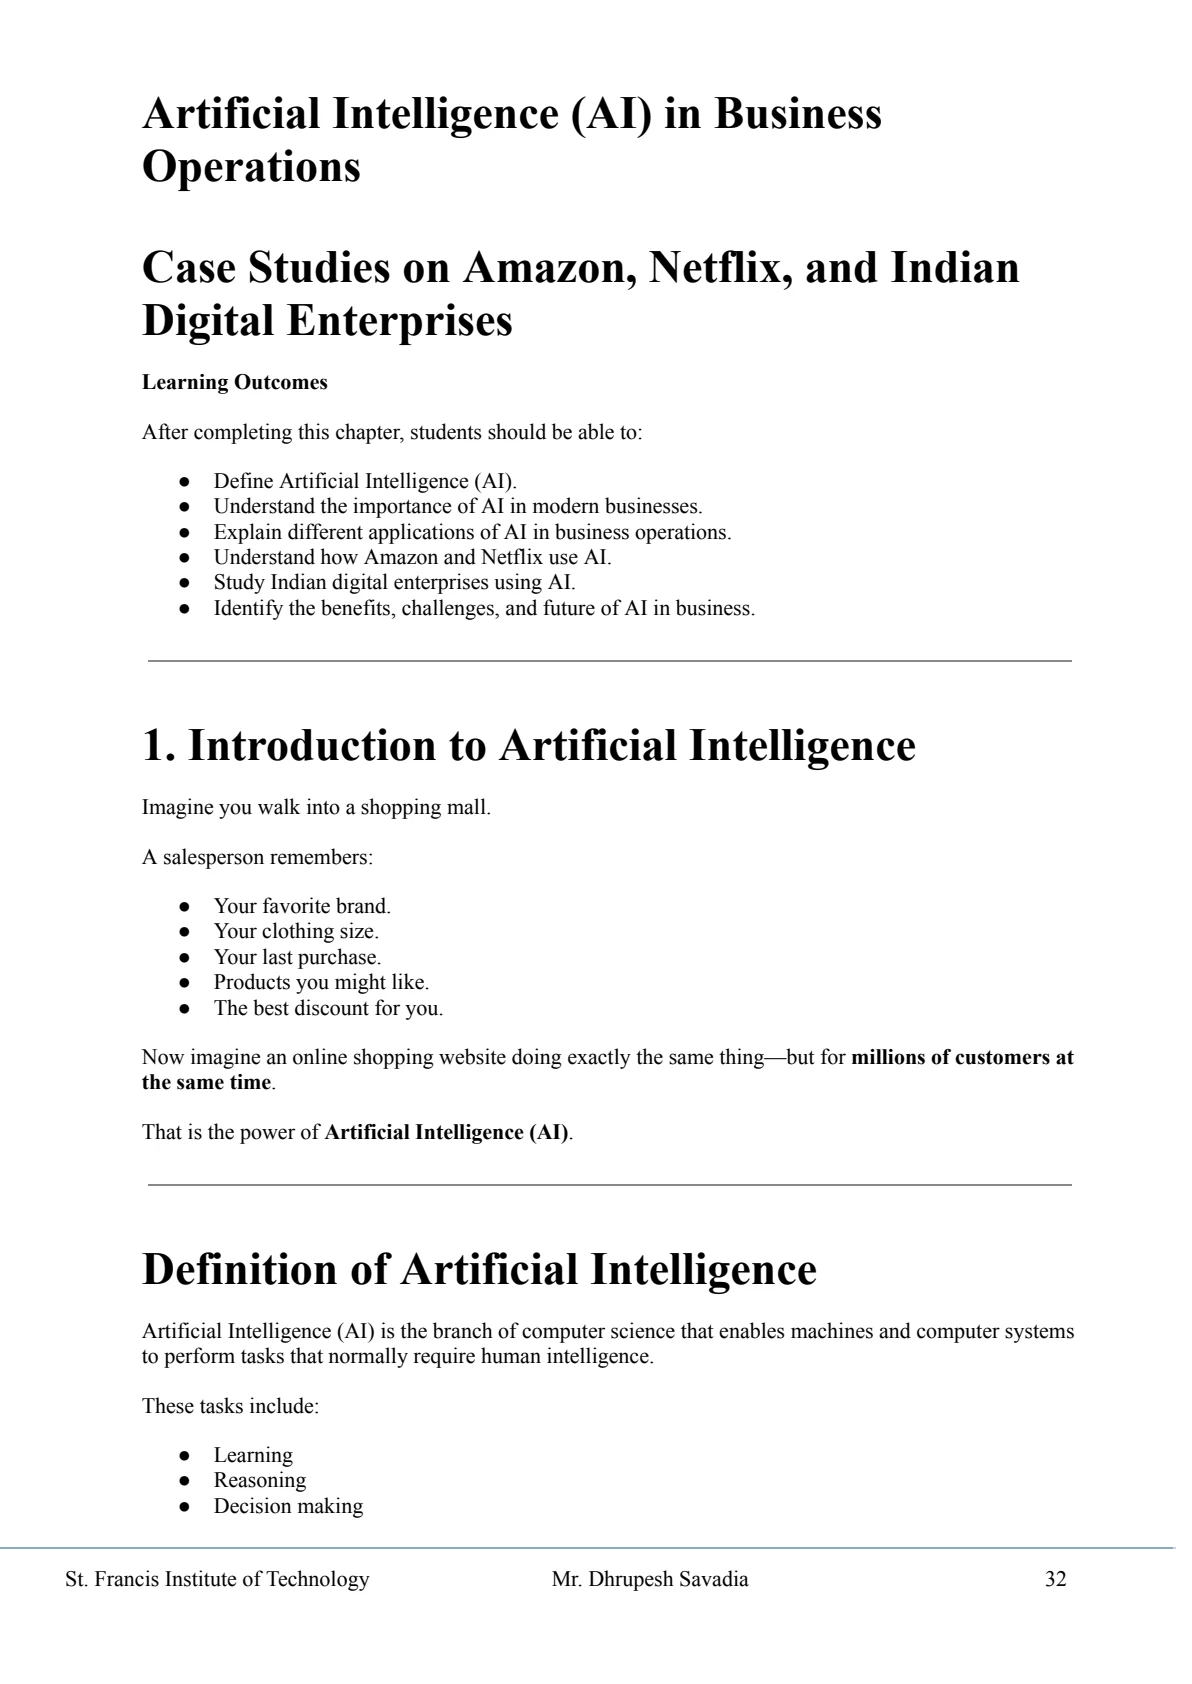 Artificial Intelligence (AI) in Business
Operations
Case Studies on Amazon, Netflix, and Indian
Digital Enterprises
Learning Outcomes
After completing this chapter, students should be able to:
● Define Artificial Intelligence (AI).
● Understand the importance of AI in modern businesses.
● Explain different applications of AI in business operations.
● Understand how Amazon and Netflix use AI.
● Study Indian digital enterprises using AI.
● Identify the benefits, challenges, and future of AI in business.
1. Introduction to Artificial Intelligence
Imagine you walk into a shopping mall.
A salesperson remembers:
● Your favorite brand.
● Your clothing size.
● Your last purchase.
● Products you might like.
● The best discount for you.
Now imagine an online shopping website doing exactly the same thing—but for millions of customers at
the same time.
That is the power of Artificial Intelligence (AI).
Definition of Artificial Intelligence
Artificial Intelligence (AI) is the branch of computer science that enables machines and computer systems
to perform tasks that normally require human intelligence.
These tasks include:
● Learning
● Reasoning
● Decision making
St. Francis Institute of Technology Mr. Dhrupesh Savadia 32